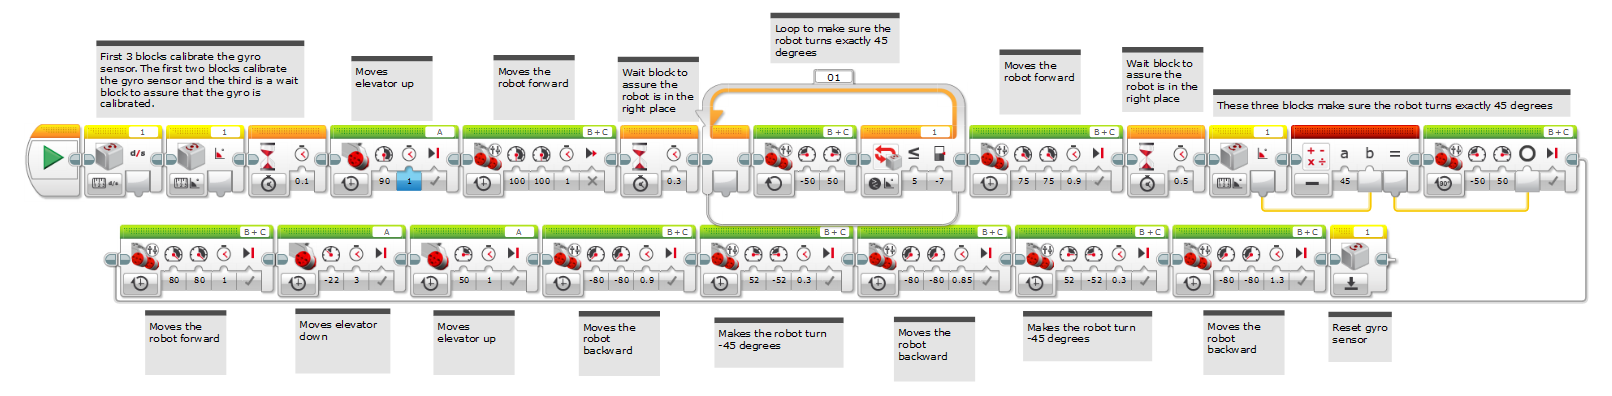 Loop to make sure the
robot turns exactly 45
degrees
First 3 blocks calibrate the gyro
sensor. The first two blocks calibrate
the gyro sensor and the third is a wait
block to assure that the gyro is
calibrated.
Moves
elevator up
Moves the
robot forward
Wait block to
assure the
robot is in the
right place
01
Moves the
robot forward
Wait block to
assure the
robot is in the
right place
These three blocks make sure the robot turns exactly 45 degrees
1 1 A B+C B+C 1 B+C 1 B+C
d/s ≤ a b =
d/s 0.1 90 1 100 100 1 0.3 -50 50 5 -7 75 75 0.9 0.5 45 90° -50 50
B+C A A B+C B+C B+C B+C B+C 1
80 80 1 -22 3 50 1 -80 -80 0.9 52 -52 0.3 -80 -80 0.85 52 -52 0.3 -80 -80 1.3
Moves the
robot forward
Moves elevator
down
Moves
elevator up
Moves the
robot
backward
Makes the robot turn
-45 degrees
Moves the
robot
backward
Makes the robot turn
-45 degrees
Moves the
robot
backward
Reset gyro
sensor